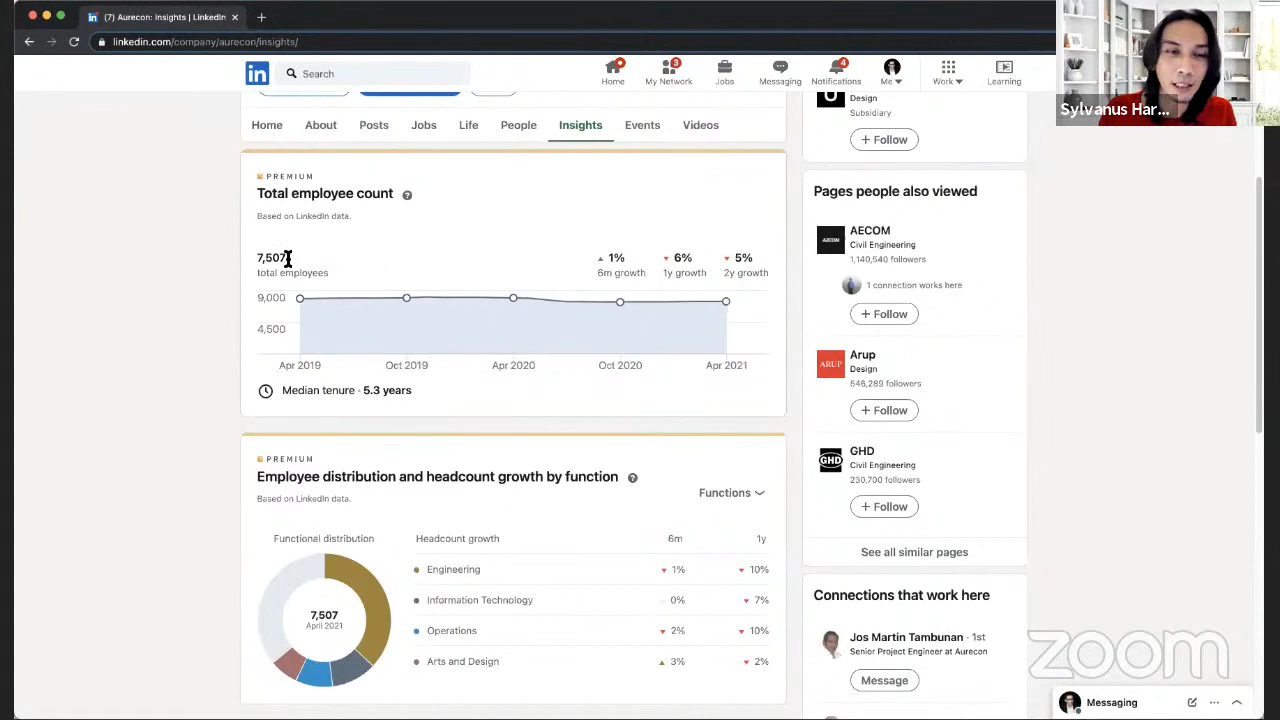 (7) Aurecon: Insights | LinkedIn
linkedin.com/company/aurecon/insights/
in
Search
3
4
Home
My Network
Jobs
Messaging
Notifications
Me
Work
Learning
Sylvanus Har...
Home
About
Posts
Jobs
Life
People
Insights
Events
Videos
Design
Subsidiary
+ Follow
PREMIUM
Total employee count
Based on LinkedIn data.
7,507
total employees
1%
6m growth
6%
1y growth
5%
2y growth
9,000
4,500
Apr 2019
Oct 2019
Apr 2020
Oct 2020
Apr 2021
Median tenure · 5.3 years
PREMIUM
Employee distribution and headcount growth by function
Based on LinkedIn data.
Functions
Functional distribution
7,507
April 2021
Headcount growth 6m 1y
Engineering 1% 10%
Information Technology 0% 7%
Operations 2% 10%
Arts and Design 3% 2%
Pages people also viewed
AECOM
AECOM
Civil Engineering
1,140,540 followers
1 connection works here
+ Follow
ARUP
Arup
Design
546,289 followers
+ Follow
GHD
GHD
Civil Engineering
230,700 followers
+ Follow
See all similar pages
Connections that work here
Jos Martin Tambunan · 1st
Senior Project Engineer at Aurecon
Message
zoom
Messaging